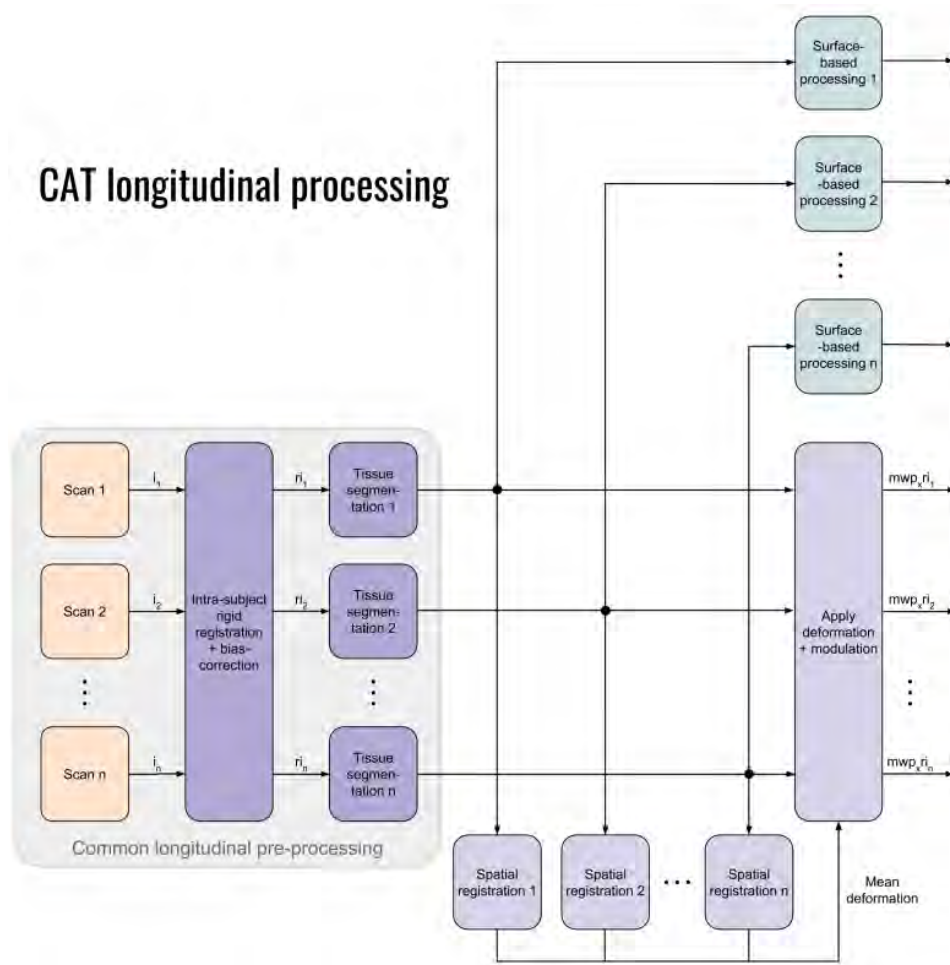 Surface-
based
processing 1
CAT longitudinal processing
Surface
-based
processing 2
Surface
-based
processing n
Scan 1
i₁
ri₁
Tissue
segmen-
tation 1
mwpₓri₁
Scan 2
i₂
Intra-subject
rigid
registration
+ bias-
correction
ri₂
Tissue
segmen-
tation 2
Apply
deformation
+ modulation
mwpₓri₂
Scan n
iₙ
riₙ
Tissue
segmen-
tation n
mwpₓriₙ
Common longitudinal pre-processing
Spatial
registration 1
Spatial
registration 2
Spatial
registration n
Mean
deformation